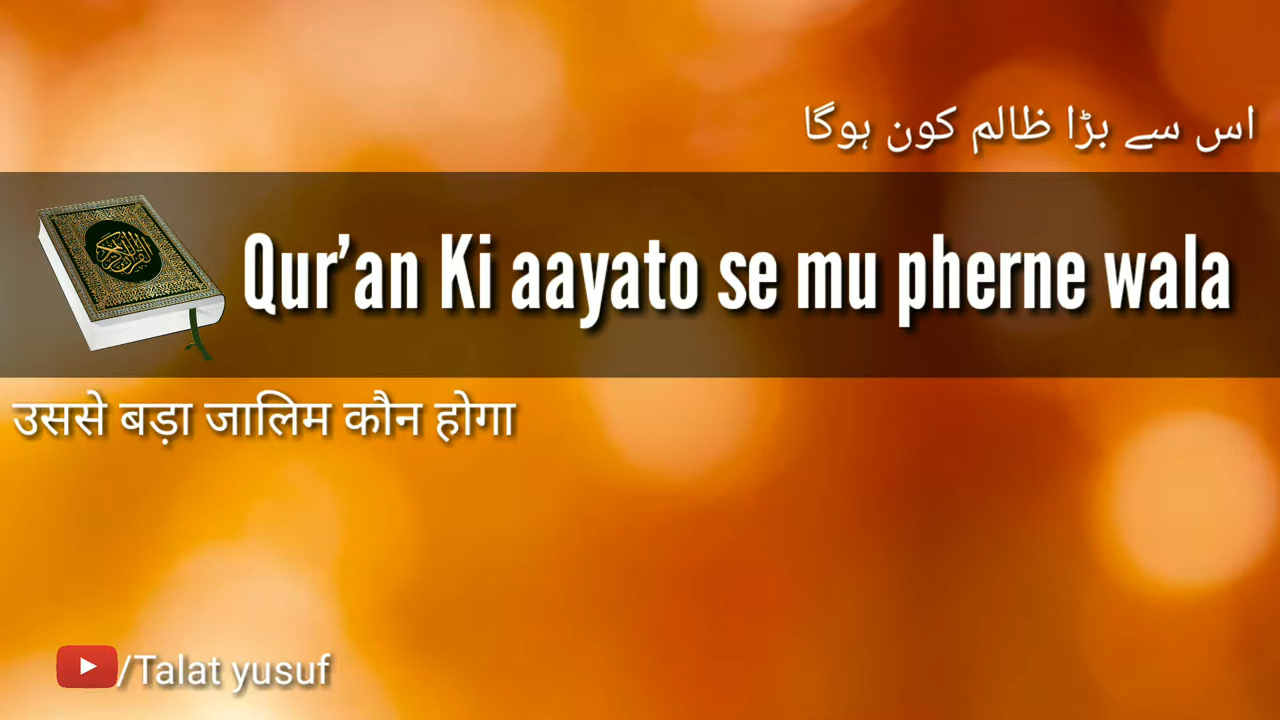 اس سے بڑا ظالم کون ہوگا
Qur’an Ki aayato se mu pherne wala
उससे बड़ा जालिम कौन होगा
/Talat yusuf